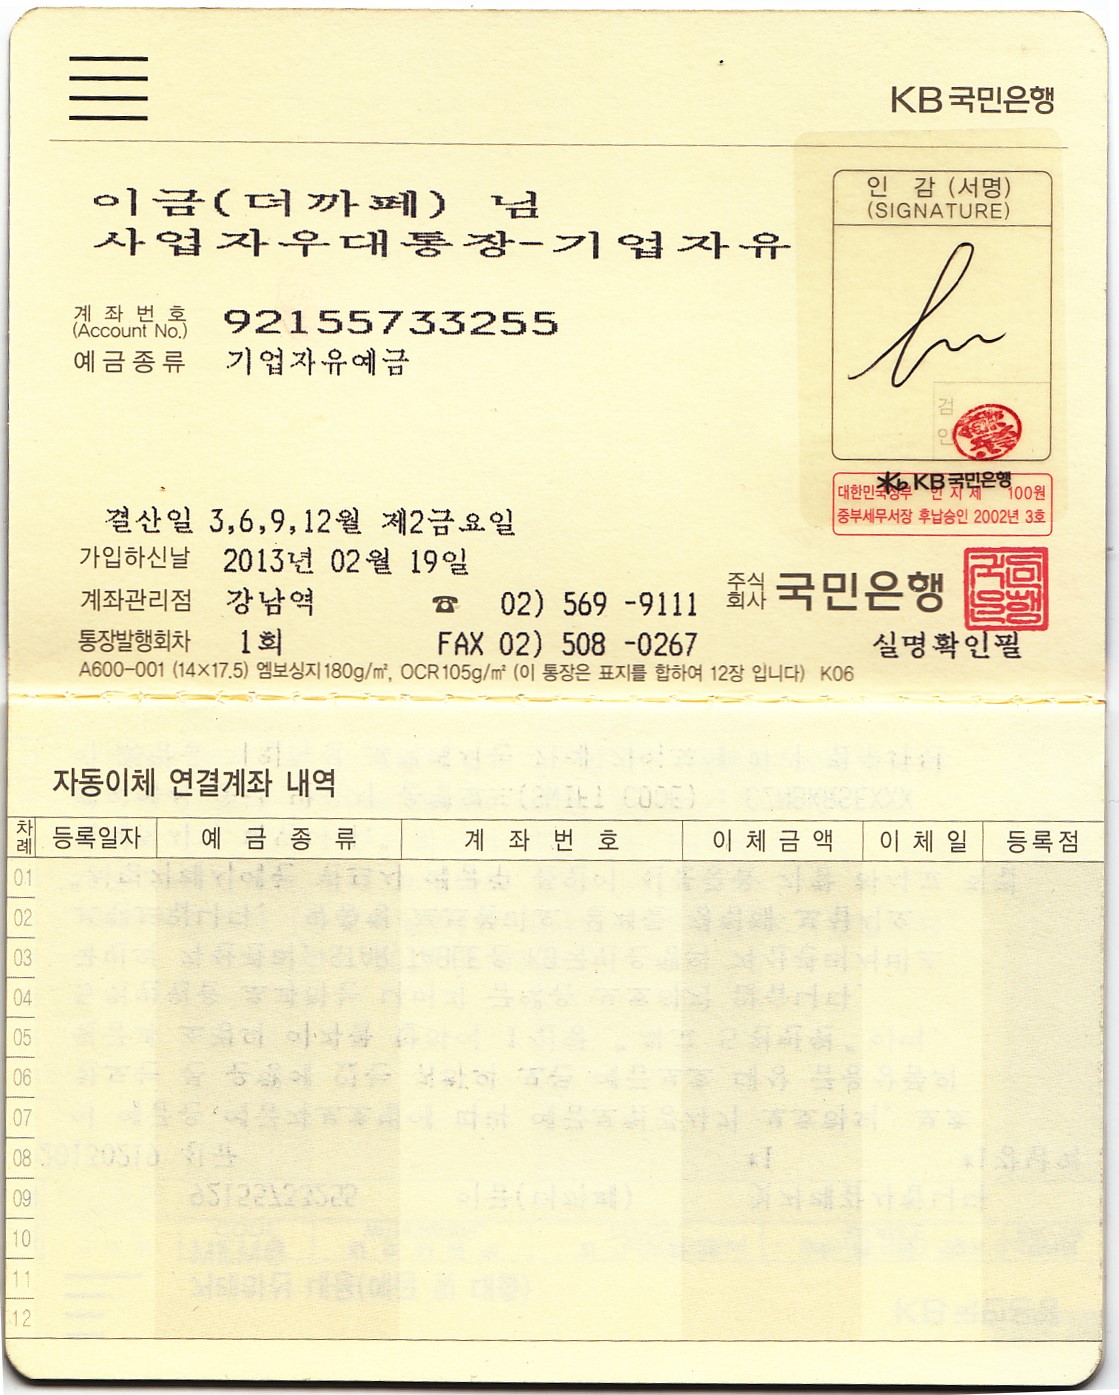 KB국민은행
이금(더까페) 님
사업자우대통장-기업자유
인 감 (서명)
(SIGNATURE)
계좌번호
(Account No.)
92155733255
예금종류 기업자유예금
검
인
KB국민은행
대한민국정부 인지세 100원
중부세무서장 후납승인 2002년 3호
결산일 3,6,9,12월 제2금요일
가입하신날 2013년 02월 19일
계좌관리점 강남역 ☎ 02) 569 -9111
주식회사 국민은행
통장발행회차 1회 FAX 02) 508 -0267
실명확인필
A600-001 (14×17.5) 엠보싱지180g/㎡, OCR105g/㎡ (이 통장은 표지를 합하여 12장 입니다) K06
자동이체 연결계좌 내역
차례 등록일자 예금종류 계좌번호 이체금액 이체일 등록점
01
02
03
04
05
06
07
08
09
10
11
12